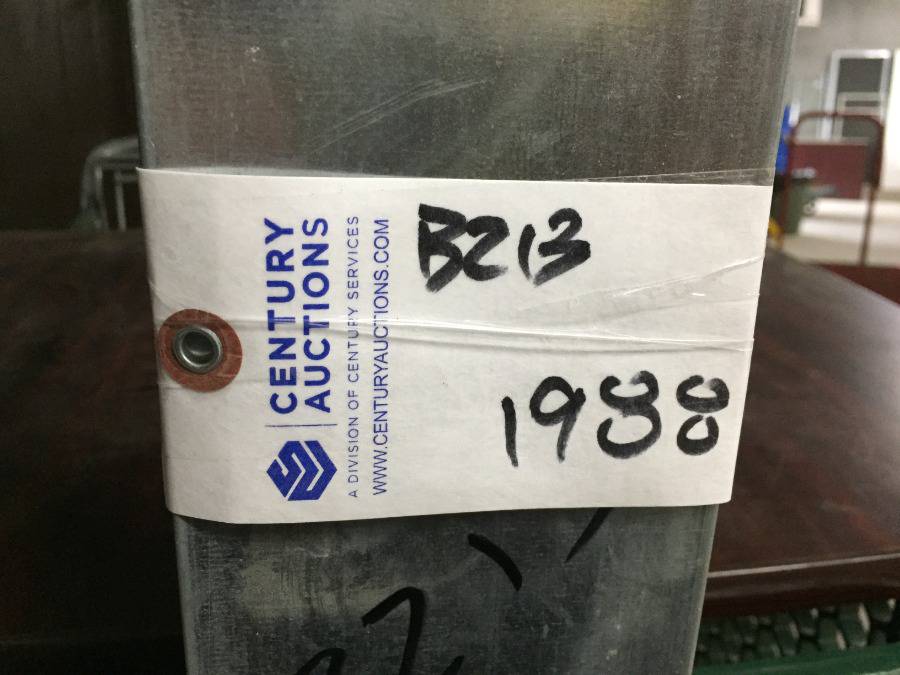 CENTURY
AUCTIONS
A DIVISION OF CENTURY SERVICES
WWW.CENTURYAUCTIONS.COM
B213
1988